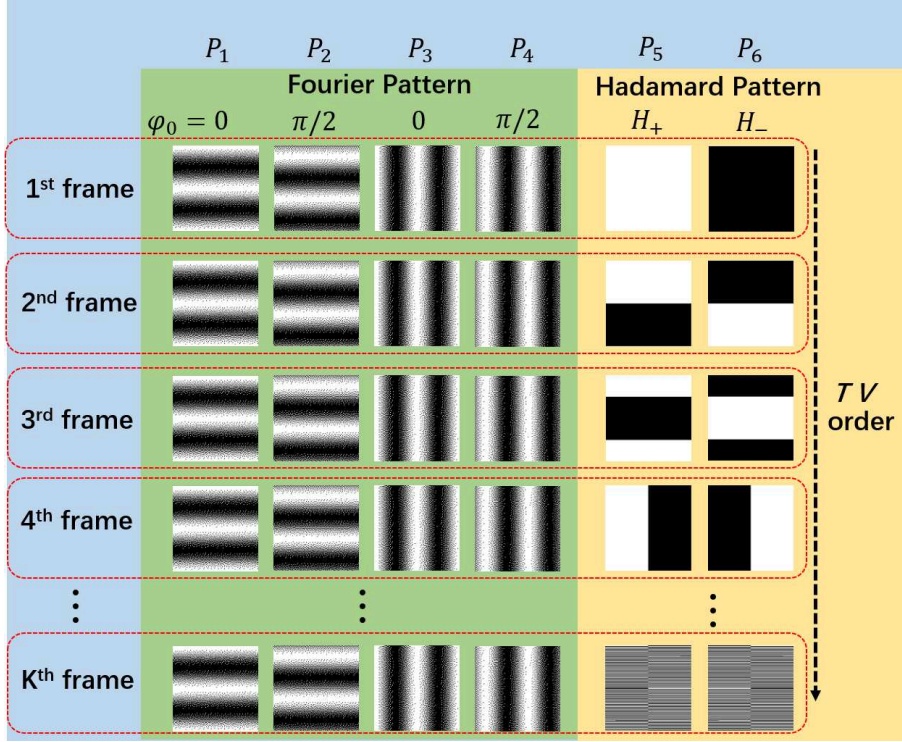 P₁ P₂ P₃ P₄ P₅ P₆
Fourier Pattern Hadamard Pattern
φ₀ = 0 π/2 0 π/2 H₊ H₋
1ˢᵗ frame
2ⁿᵈ frame
3ʳᵈ frame
T V
order
4ᵗʰ frame
⋮ ⋮ ⋮
Kᵗʰ frame